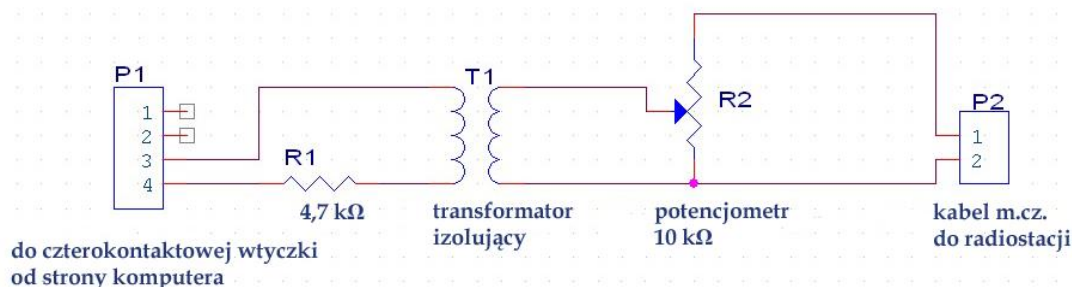 P1
1
2
3
4
R1
4,7 kΩ
T1
R2
P2
1
2
do czterokontaktowej wtyczki
od strony komputera
transformator
izolujący
potencjometr
10 kΩ
kabel m.cz.
do radiostacji